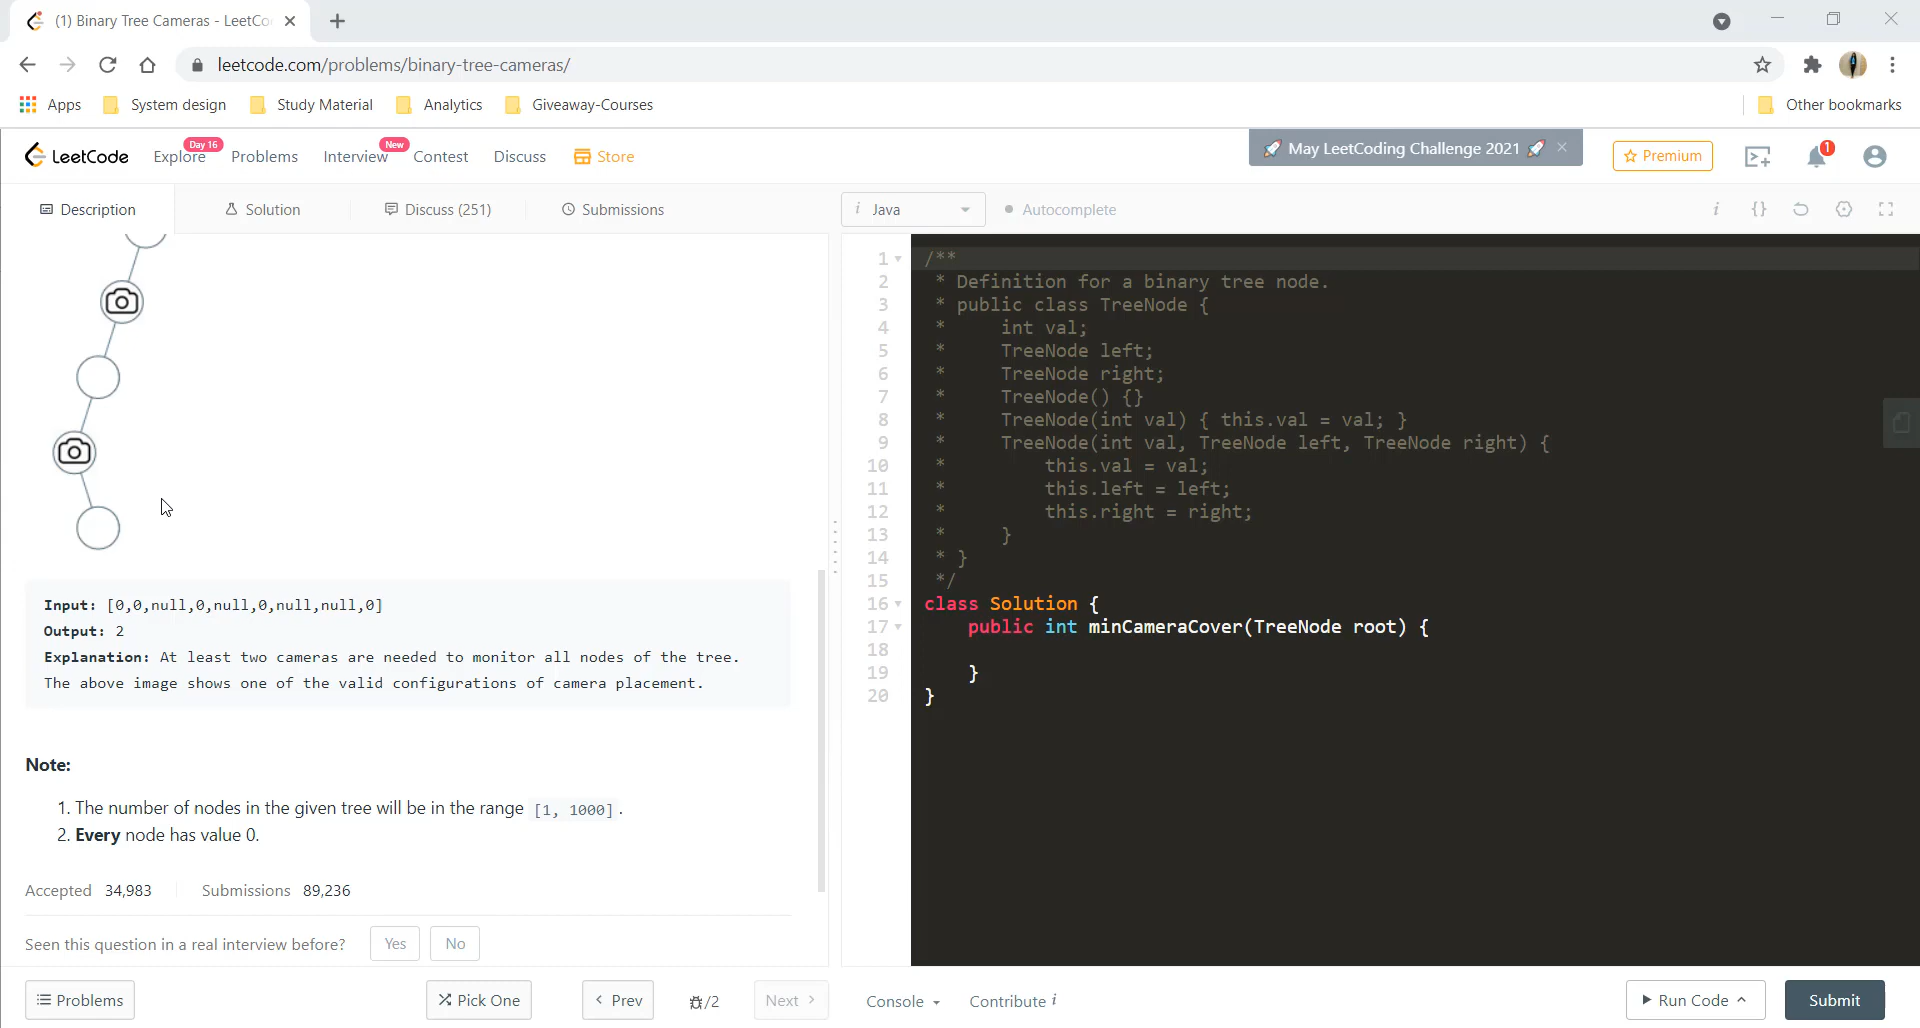 (1) Binary Tree Cameras - LeetCo
leetcode.com/problems/binary-tree-cameras/
Apps System design Study Material Analytics Giveaway-Courses Other bookmarks
LeetCode Explore Day 16 Problems Interview New Contest Discuss Store 🚀 May LeetCoding Challenge 2021 🚀 × Premium 1
Description Solution Discuss (251) Submissions
i Java Autocomplete i {}
Input: [0,0,null,0,null,0,null,null,0]
Output: 2
Explanation: At least two cameras are needed to monitor all nodes of the tree.
The above image shows one of the valid configurations of camera placement.
Note:
1. The number of nodes in the given tree will be in the range [1, 1000].
2. Every node has value 0.
Accepted 34,983 Submissions 89,236
Seen this question in a real interview before? Yes No
1 /**
2 * Definition for a binary tree node.
3 * public class TreeNode {
4 * int val;
5 * TreeNode left;
6 * TreeNode right;
7 * TreeNode() {}
8 * TreeNode(int val) { this.val = val; }
9 * TreeNode(int val, TreeNode left, TreeNode right) {
10 * this.val = val;
11 * this.left = left;
12 * this.right = right;
13 * }
14 * }
15 */
16 class Solution {
17 public int minCameraCover(TreeNode root) {
18
19 }
20 }
Problems Pick One < Prev /2 Next > Console Contribute i Run Code Submit